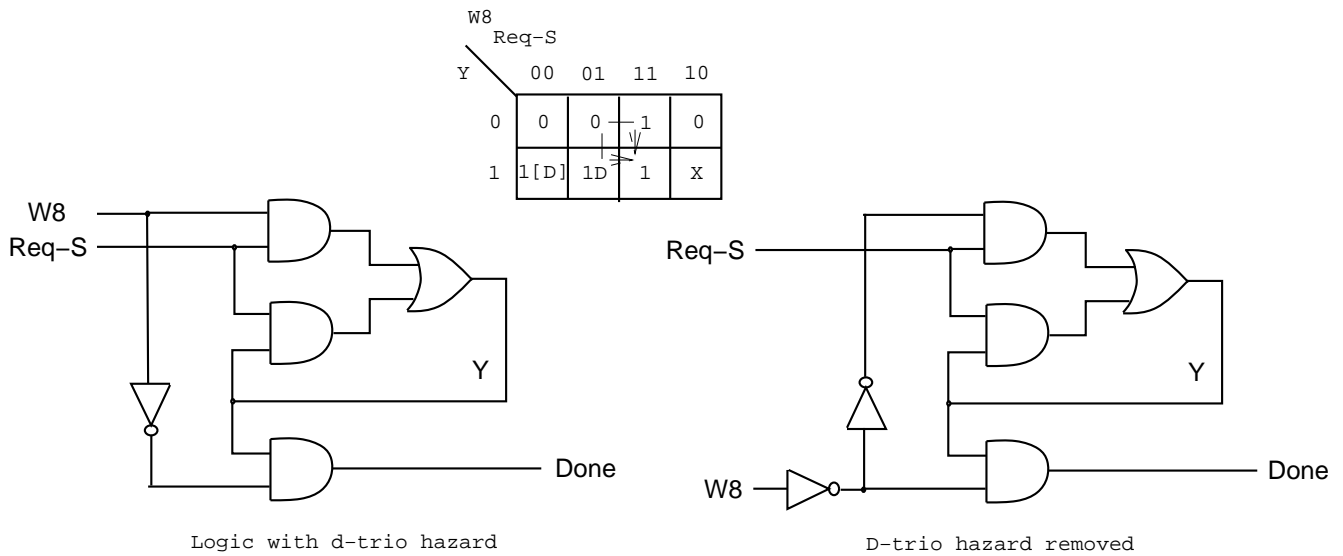 W8
Req-S
Y 00 01 11 10
0 0 0 1 0
1 1[D] 1D 1 X
W8
Req-S
Y
Done
Logic with d-trio hazard
Req-S
Y
W8
Done
D-trio hazard removed